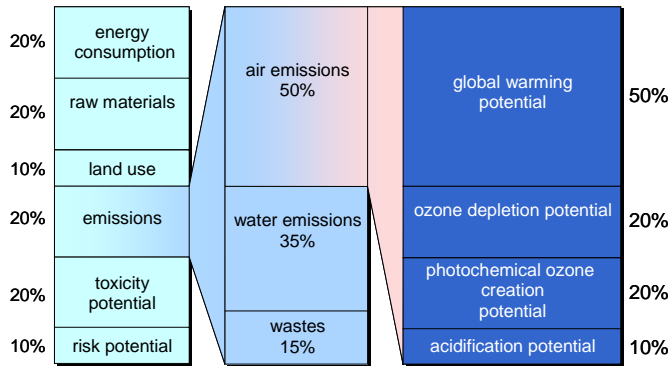 20%
energy
consumption
20%
raw materials
10%
land use
20%
emissions
20%
toxicity
potential
10%
risk potential
air emissions
50%
water emissions
35%
wastes
15%
global warming
potential
50%
ozone depletion potential
20%
photochemical ozone
creation
potential
20%
acidification potential
10%